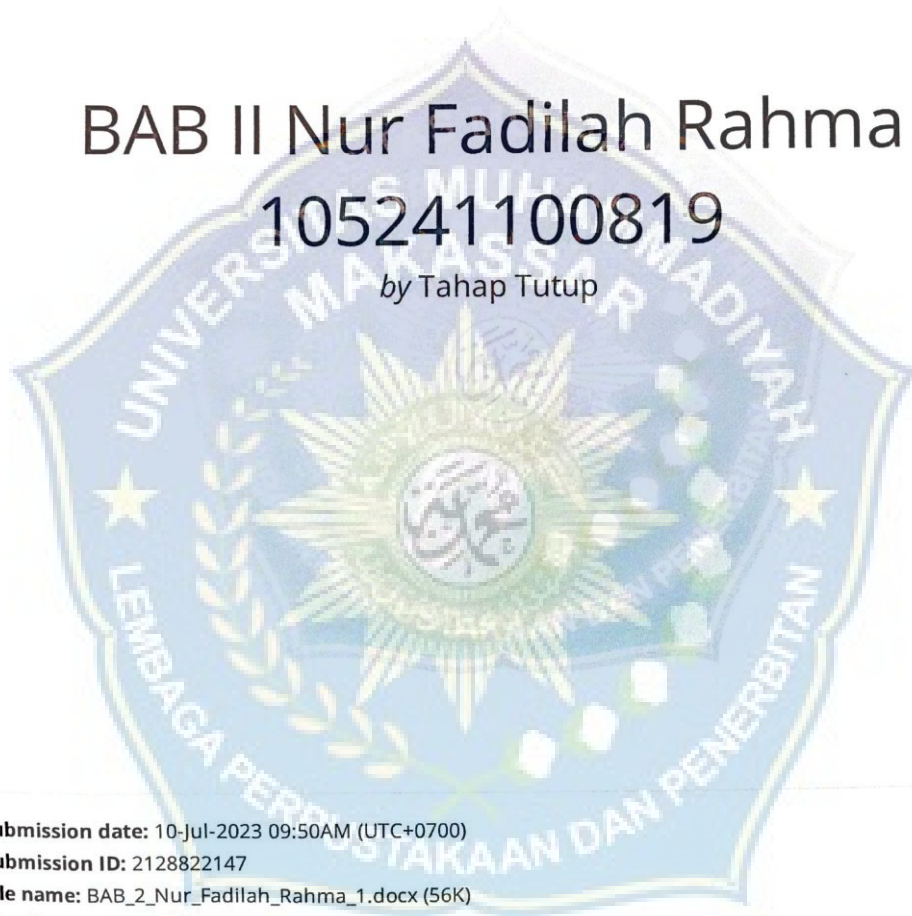 BAB II Nur Fadilah Rahma
105241100819
by Tahap Tutup
UNIVERSITAS MUHAMMADIYAH
MAKASSAR
LEMBAGA PERPUSTAKAAN DAN PENERBITAN
ubmission date: 10-Jul-2023 09:50AM (UTC+0700)
ubmission ID: 2128822147
le name: BAB_2_Nur_Fadilah_Rahma_1.docx (56K)